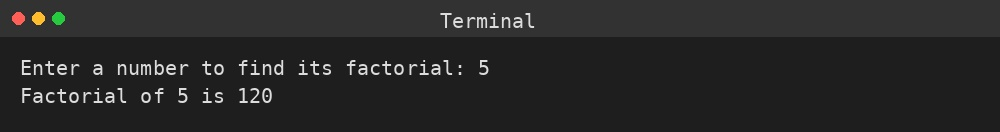 Terminal
Enter a number to find its factorial: 5
Factorial of 5 is 120